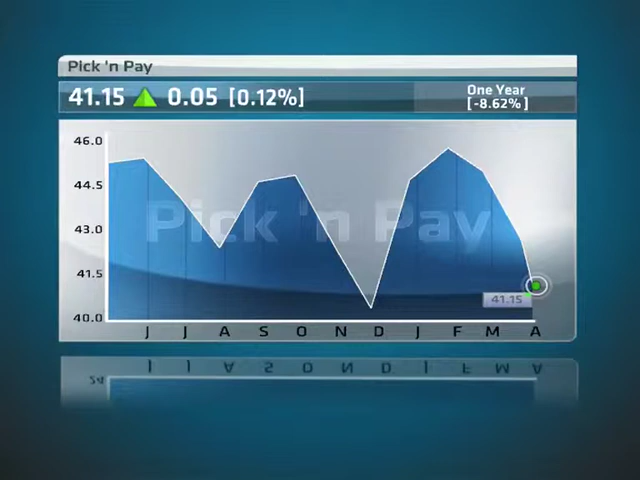 Pick 'n Pay
41.15 ▲ 0.05 [0.12%]
One Year
[-8.62%]
46.0
44.5
43.0
41.5
40.0
Pick 'n Pay
41.15
J J A S O N D J F M A
24
J J A S O N D J F M A